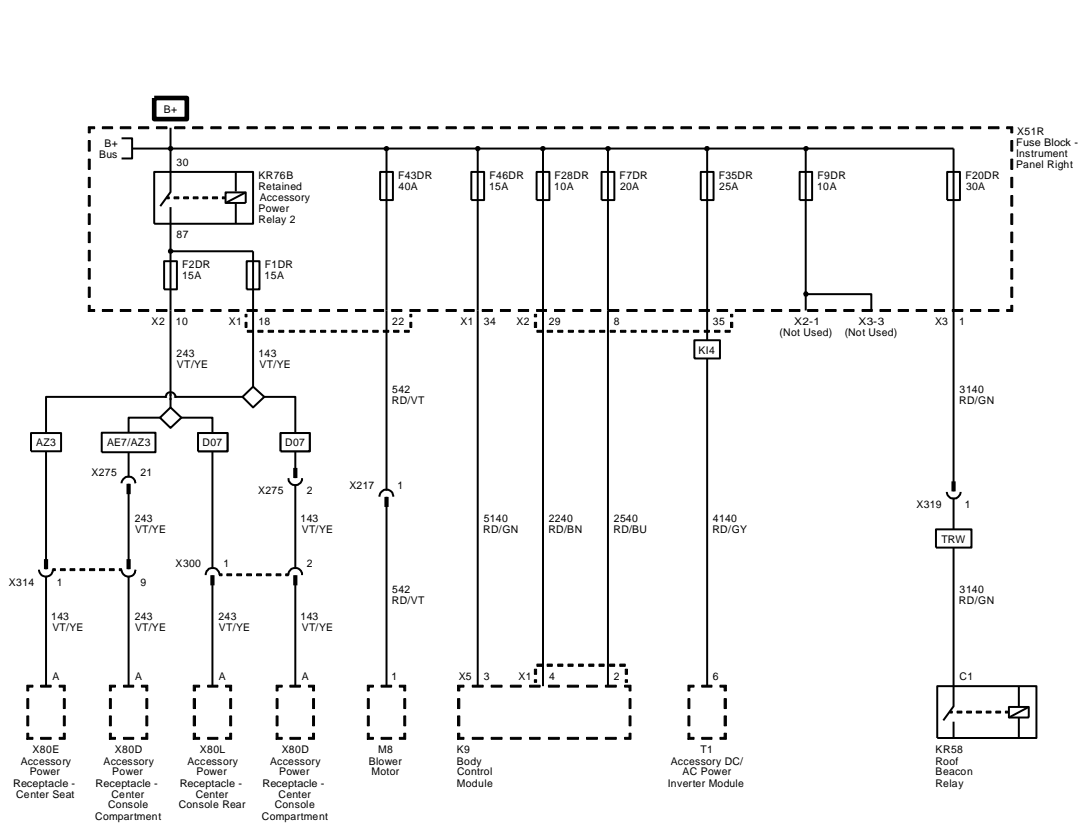 B+
X51R
Fuse Block -
Instrument
Panel Right
B+
Bus
30
KR76B
Retained
Accessory
Power
Relay 2
87
F43DR
40A
F46DR
15A
F28DR
10A
F7DR
20A
F35DR
25A
F9DR
10A
F20DR
30A
F2DR
15A
F1DR
15A
X2 10
X1 18
22
X1 34
X2 29
8
35
X2-1
(Not Used)
X3-3
(Not Used)
X3 1
KI4
243
VT/YE
143
VT/YE
542
RD/VT
3140
RD/GN
AZ3
AE7/AZ3
D07
D07
X275 21
X275 2
X217 1
X319 1
243
VT/YE
143
VT/YE
5140
RD/GN
2240
RD/BN
2540
RD/BU
4140
RD/GY
TRW
X314 1
9
X300 1
2
542
RD/VT
3140
RD/GN
143
VT/YE
243
VT/YE
243
VT/YE
143
VT/YE
A
A
A
A
1
X5 3
X1 4
2
6
C1
X80E
Accessory
Power
Receptacle -
Center Seat
X80D
Accessory
Power
Receptacle -
Center
Console
Compartment
X80L
Accessory
Power
Receptacle -
Center
Console Rear
X80D
Accessory
Power
Receptacle -
Center
Console
Compartment
M8
Blower
Motor
K9
Body
Control
Module
T1
Accessory DC/
AC Power
Inverter Module
KR58
Roof
Beacon
Relay